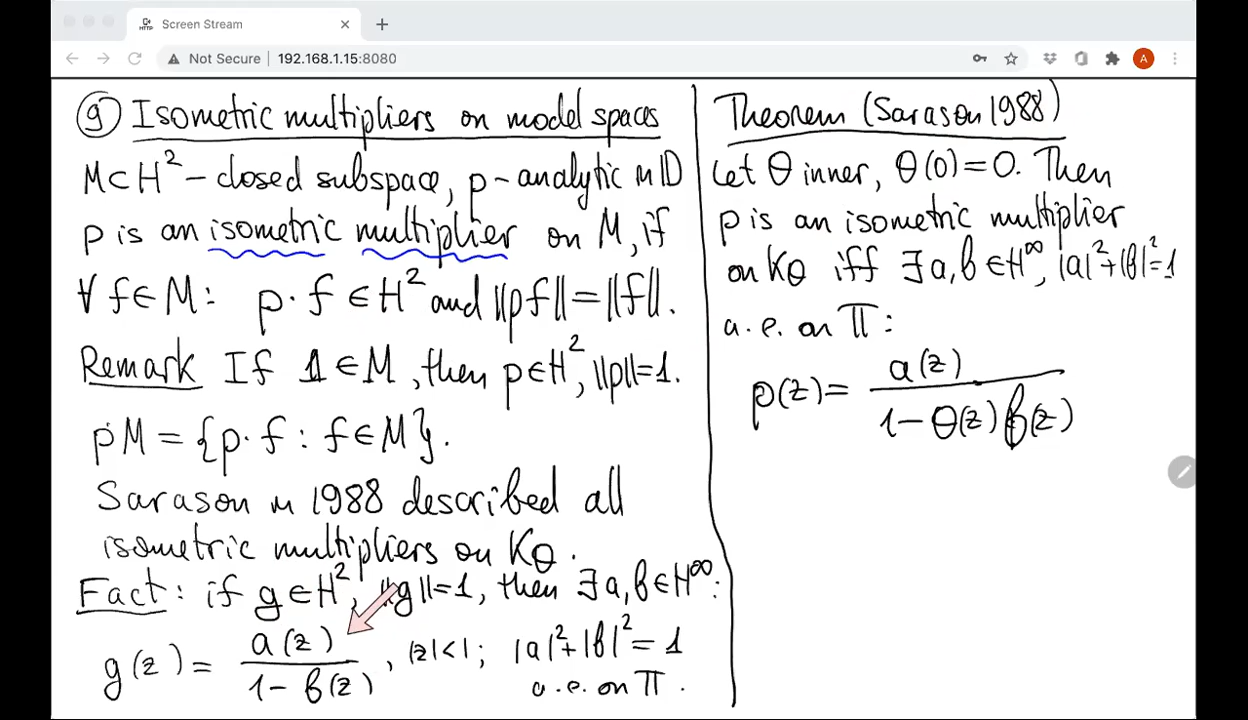 Screen Stream
Not Secure | 192.168.1.15:8080
A
⑨ Isometric multipliers on model spaces
M⊂H² – closed subspace, p – analytic in 𝔻
p is an isometric multiplier on M, if
∀ f∈M: p·f ∈H² and ||pf||=||f||.
Remark If 1∈M, then p∈H², ||p||=1.
pM = {p·f : f∈M}.
Sarason in 1988 described all
isometric multipliers on Kθ.
Fact: if g∈H², ||g||=1, then ∃a,b∈H^∞:
g(z) = a(z) / (1−b(z)), |z|<1; |a|²+|b|²=1
a.e. on 𝕋.
Theorem (Sarason 1988)
Let θ inner, θ(0)=0. Then
p is an isometric multiplier
on Kθ iff ∃a,b∈H^∞, |a|²+|b|²=1
a.e. on 𝕋:
p(z) = a(z) / (1−θ(z)b(z))